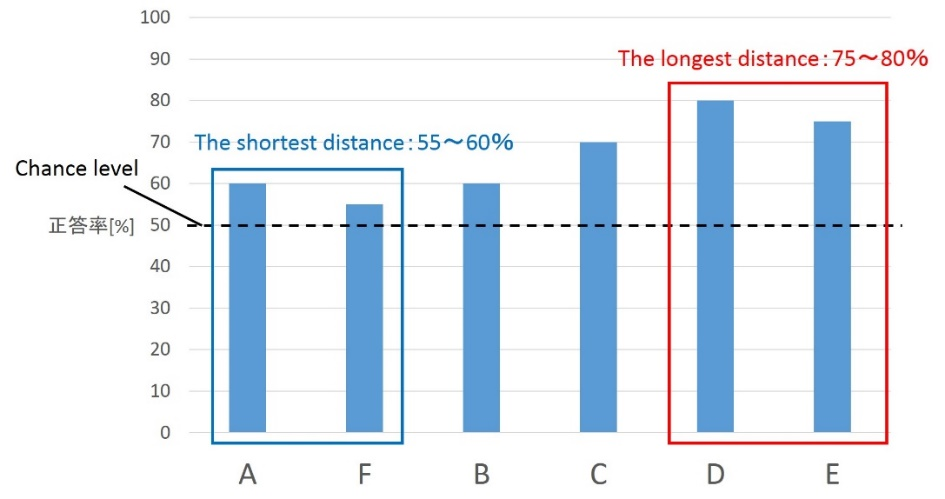 100
90
The longest distance：75～80%
80
The shortest distance：55～60%
70
Chance level
60
正答率[%] 50
40
30
20
10
0
A F B C D E